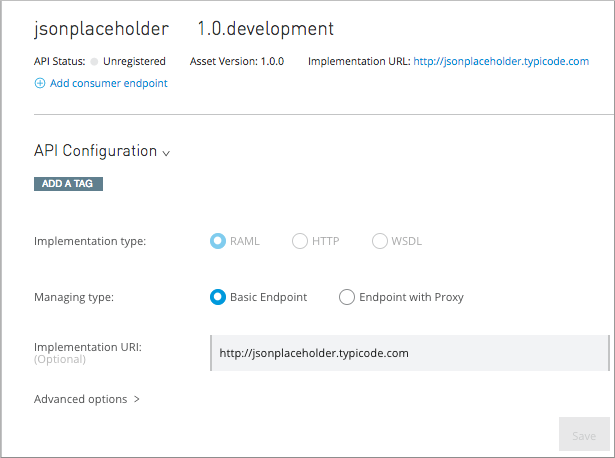 jsonplaceholder 1.0.development
API Status: Unregistered Asset Version: 1.0.0 Implementation URL: http://jsonplaceholder.typicode.com
Add consumer endpoint
API Configuration
ADD A TAG
Implementation type: RAML HTTP WSDL
Managing type: Basic Endpoint Endpoint with Proxy
Implementation URI:
(Optional)
http://jsonplaceholder.typicode.com
Advanced options >
Save